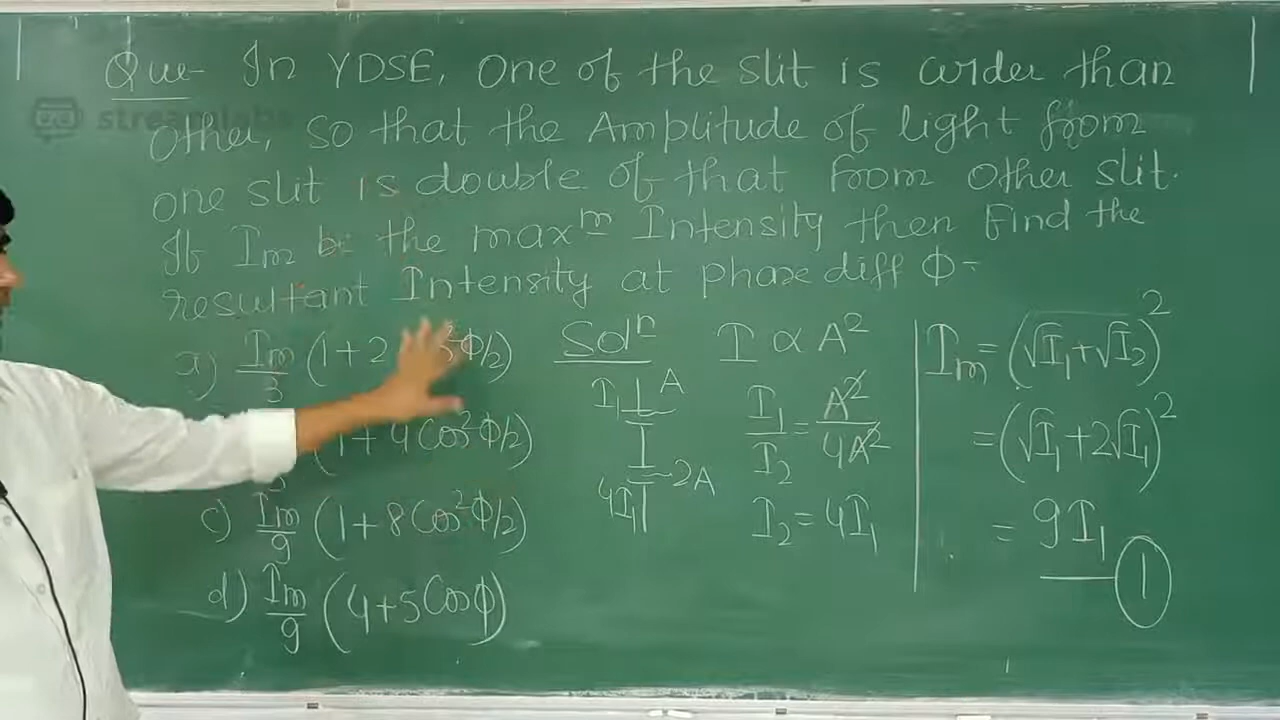 Que- In YDSE, One of the slit is wider than
Other, so that the Amplitude of light from
one slit is double of that from Other slit.
If Im be the max^m Intensity then Find the
resultant Intensity at phase diff ϕ-
a) Im/3 (1+2 ϕ/2)
(1+4Cos²ϕ/2)
c) Im/9 (1+8Cos²ϕ/2)
d) Im/9 (4+5Cosϕ)
Sol^n
I₁ A
2A
4I₁
I ∝ A²
I₁/I₂ = A²/4A²
I₂ = 4I₁
Im = (√I₁+√I₂)²
= (√I₁+2√I₁)²
= 9I₁
1
streamlabs